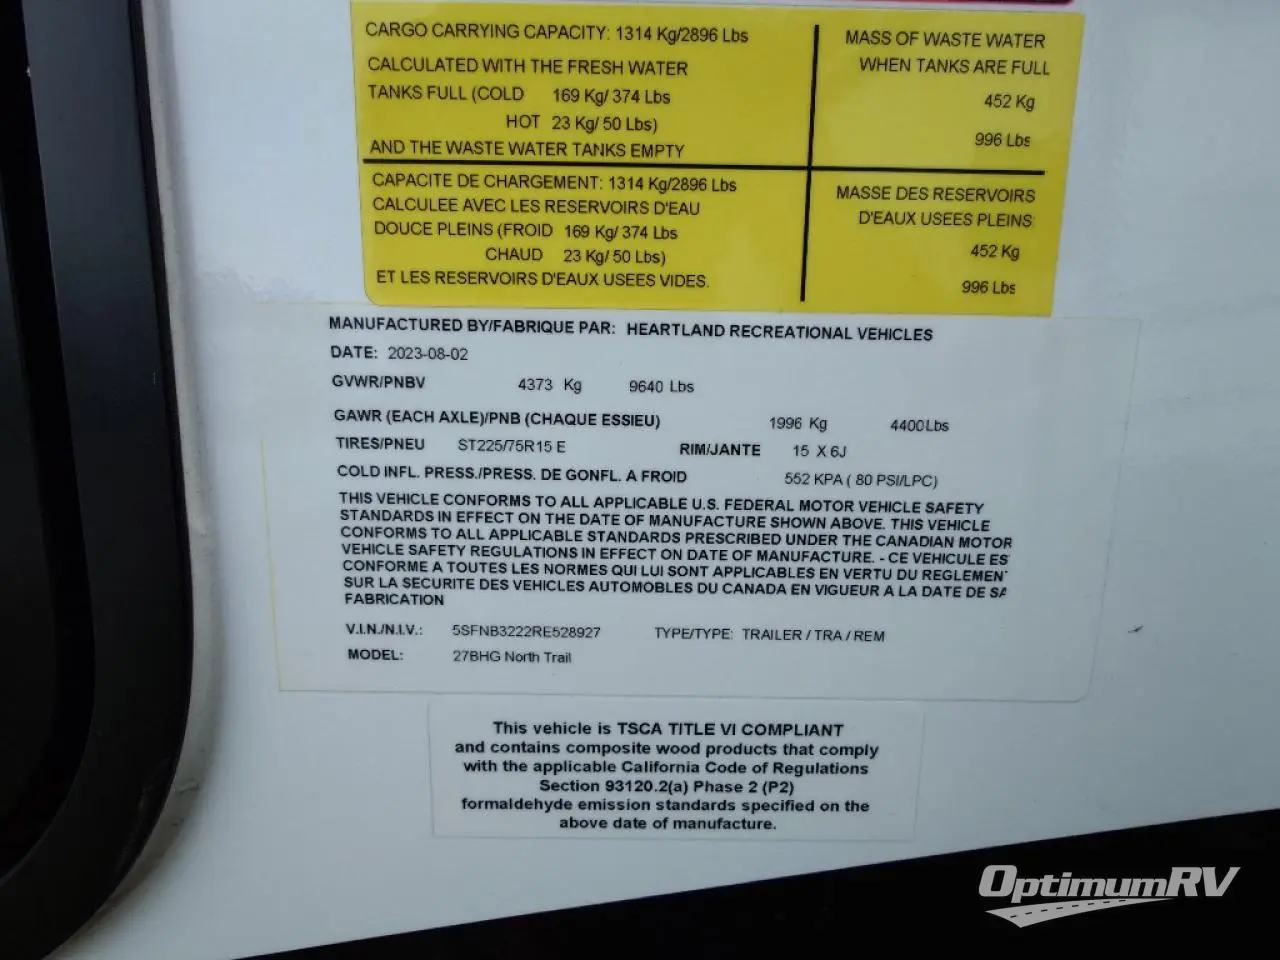 CARGO CARRYING CAPACITY: 1314 Kg/2896 Lbs
CALCULATED WITH THE FRESH WATER
TANKS FULL (COLD 169 Kg/ 374 Lbs
HOT 23 Kg/ 50 Lbs)
AND THE WASTE WATER TANKS EMPTY
MASS OF WASTE WATER
WHEN TANKS ARE FULL
452 Kg
996 Lbs
CAPACITE DE CHARGEMENT: 1314 Kg/2896 Lbs
CALCULEE AVEC LES RESERVOIRS D'EAU
DOUCE PLEINS (FROID 169 Kg/ 374 Lbs
CHAUD 23 Kg/ 50 Lbs)
ET LES RESERVOIRS D'EAUX USEES VIDES.
MASSE DES RESERVOIRS
D'EAUX USEES PLEINS
452 Kg
996 Lbs
MANUFACTURED BY/FABRIQUE PAR: HEARTLAND RECREATIONAL VEHICLES
DATE: 2023-08-02
GVWR/PNBV 4373 Kg 9640 Lbs
GAWR (EACH AXLE)/PNB (CHAQUE ESSIEU) 1996 Kg 4400Lbs
TIRES/PNEU ST225/75R15 E RIM/JANTE 15 X 6J
COLD INFL. PRESS./PRESS. DE GONFL. A FROID 552 KPA ( 80 PSI/LPC)
THIS VEHICLE CONFORMS TO ALL APPLICABLE U.S. FEDERAL MOTOR VEHICLE SAFETY
STANDARDS IN EFFECT ON THE DATE OF MANUFACTURE SHOWN ABOVE. THIS VEHICLE
CONFORMS TO ALL APPLICABLE STANDARDS PRESCRIBED UNDER THE CANADIAN MOTOR
VEHICLE SAFETY REGULATIONS IN EFFECT ON DATE OF MANUFACTURE. - CE VEHICULE ES
CONFORME A TOUTES LES NORMES QUI LUI SONT APPLICABLES EN VERTU DU REGLEMEN
SUR LA SECURITE DES VEHICLES AUTOMOBILES DU CANADA EN VIGUEUR A LA DATE DE SA
FABRICATION
V.I.N./N.I.V.: 5SFNB3222RE528927 TYPE/TYPE: TRAILER / TRA / REM
MODEL: 27BHG North Trail
This vehicle is TSCA TITLE VI COMPLIANT
and contains composite wood products that comply
with the applicable California Code of Regulations
Section 93120.2(a) Phase 2 (P2)
formaldehyde emission standards specified on the
above date of manufacture.
OptimumRV